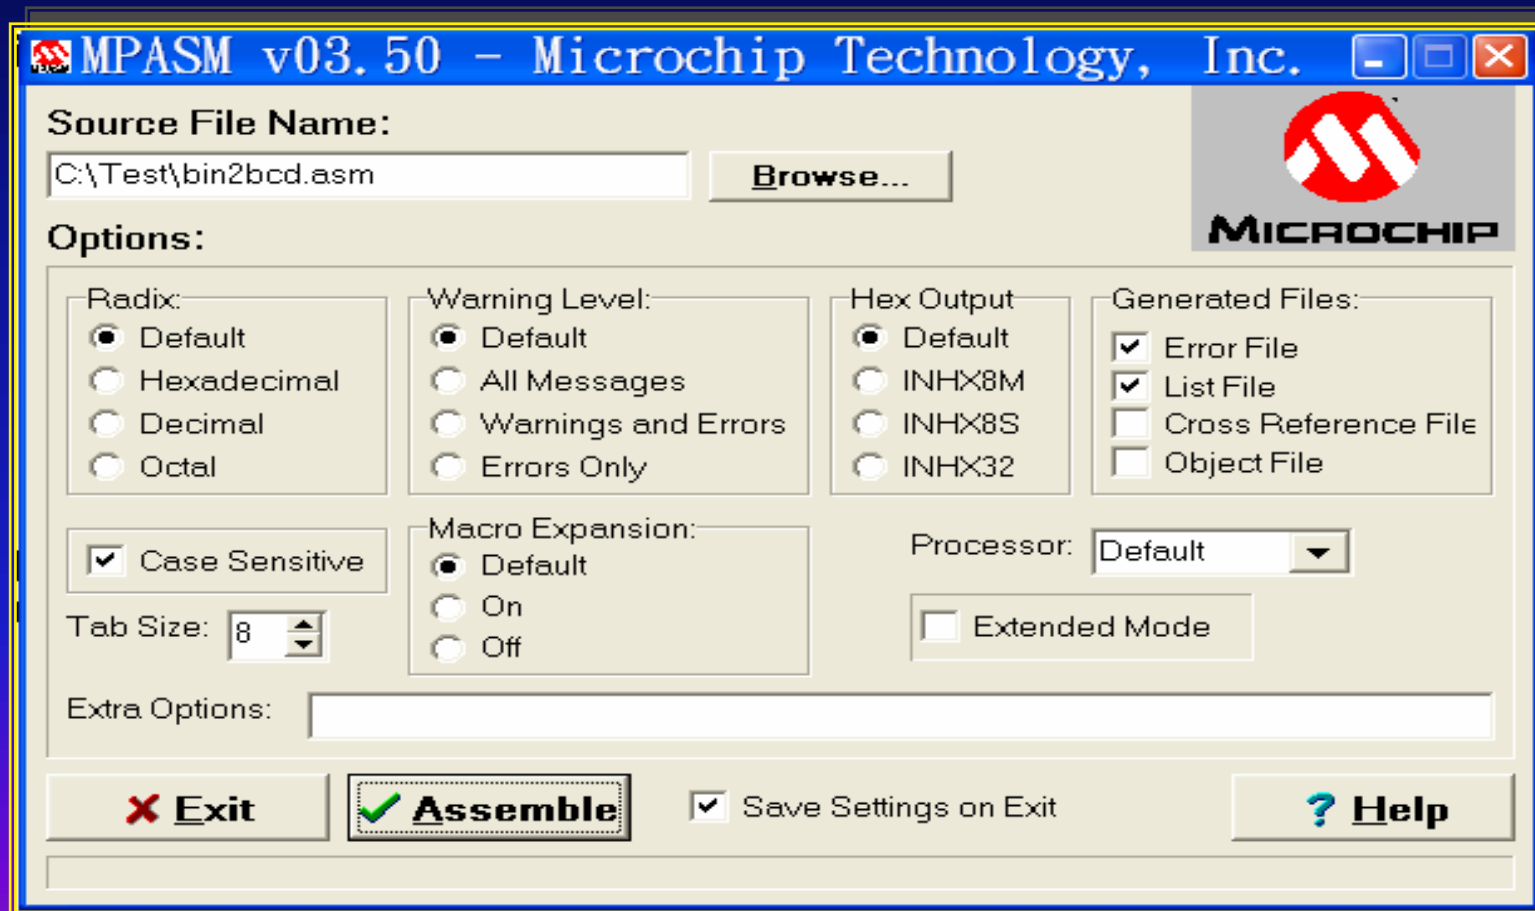 MPASM v03.50 - Microchip Technology, Inc.
Source File Name:
C:\Test\bin2bcd.asm
Browse...
MICROCHIP
Options:
Radix:
Default
Hexadecimal
Decimal
Octal
Warning Level:
Default
All Messages
Warnings and Errors
Errors Only
Hex Output
Default
INHX8M
INHX8S
INHX32
Generated Files:
Error File
List File
Cross Reference File
Object File
Case Sensitive
Tab Size: 8
Macro Expansion:
Default
On
Off
Processor: Default
Extended Mode
Extra Options:
Exit
Assemble
Save Settings on Exit
? Help